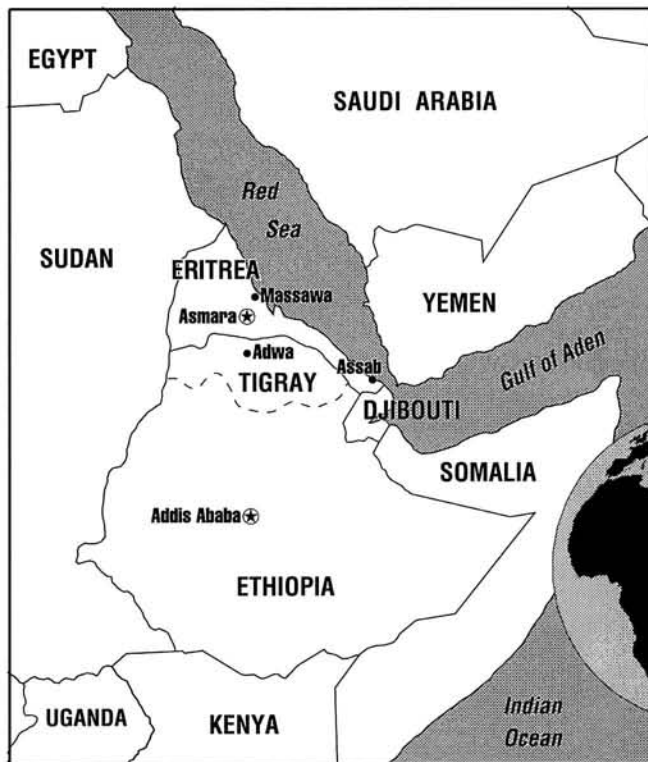 EGYPT
SAUDI ARABIA
Red
Sea
SUDAN
ERITREA
Massawa
YEMEN
Asmara
Adwa
Assab
Gulf of Aden
TIGRAY
DJIBOUTI
SOMALIA
Addis Ababa
ETHIOPIA
UGANDA
KENYA
Indian
Ocean